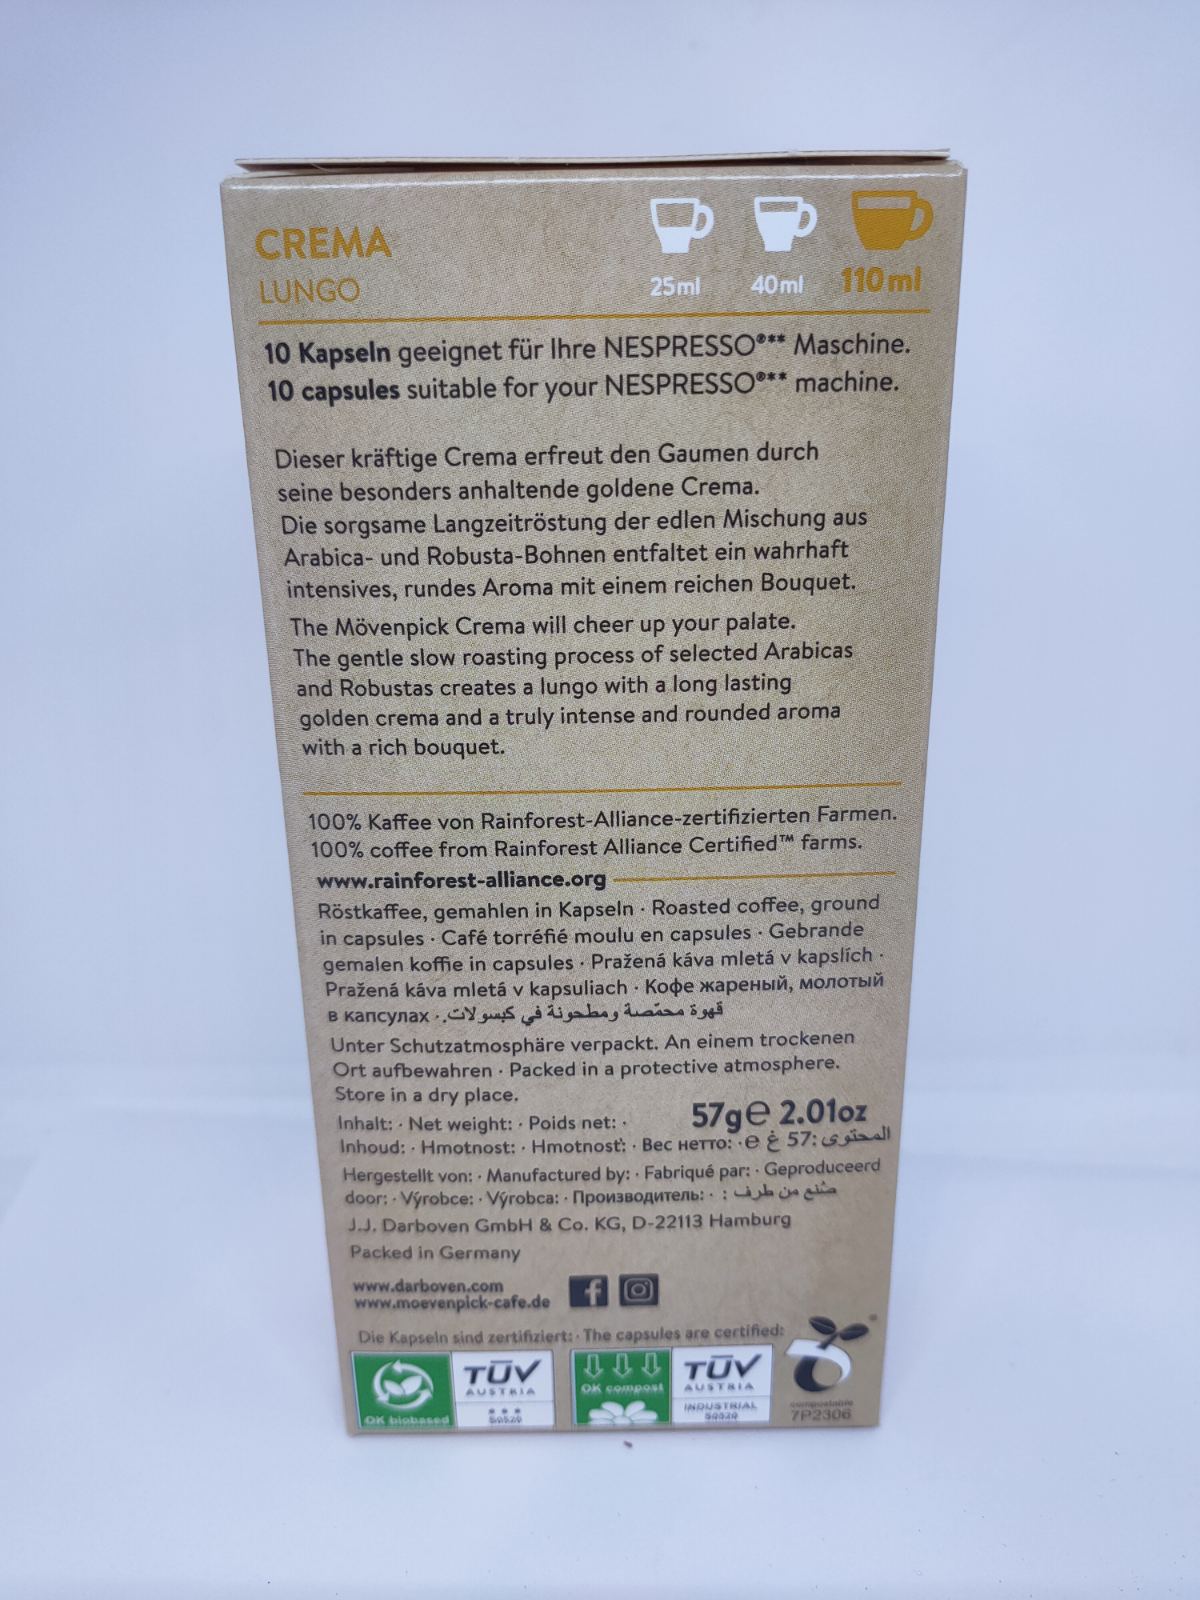 CREMA
LUNGO
25ml 40ml 110ml
10 Kapseln geeignet für Ihre NESPRESSO®** Maschine.
10 capsules suitable for your NESPRESSO®** machine.
Dieser kräftige Crema erfreut den Gaumen durch
seine besonders anhaltende goldene Crema.
Die sorgsame Langzeitröstung der edlen Mischung aus
Arabica- und Robusta-Bohnen entfaltet ein wahrhaft
intensives, rundes Aroma mit einem reichen Bouquet.
The Mövenpick Crema will cheer up your palate.
The gentle slow roasting process of selected Arabicas
and Robustas creates a lungo with a long lasting
golden crema and a truly intense and rounded aroma
with a rich bouquet.
100% Kaffee von Rainforest-Alliance-zertifizierten Farmen.
100% coffee from Rainforest Alliance Certified™ farms.
www.rainforest-alliance.org
Röstkaffee, gemahlen in Kapseln · Roasted coffee, ground
in capsules · Café torréfié moulu en capsules · Gebrande
gemalen koffie in capsules · Pražená káva mletá v kapslích ·
Pražená káva mletá v kapsuliach · Кофе жареный, молотый
в капсулах · قهوة محمّصة ومطحونة في كبسولات.
Unter Schutzatmosphäre verpackt. An einem trockenen
Ort aufbewahren · Packed in a protective atmosphere.
Store in a dry place.
Inhalt: · Net weight: · Poids net: · 57g℮ 2.01oz
Inhoud: · Hmotnost: · Hmotnosť: · Вес нетто: · المحتوى: 57 غ ℮
Hergestellt von: · Manufactured by: · Fabriqué par: · Geproduceerd
door: · Výrobce: · Výrobca: · Производитель: · صُنع من طرف :
J.J. Darboven GmbH & Co. KG, D-22113 Hamburg
Packed in Germany
www.darboven.com
www.moevenpick-cafe.de
Die Kapseln sind zertifiziert: · The capsules are certified:
OK biobased TÜV AUSTRIA OK compost TÜV AUSTRIA INDUSTRIAL
compostable
7P2306